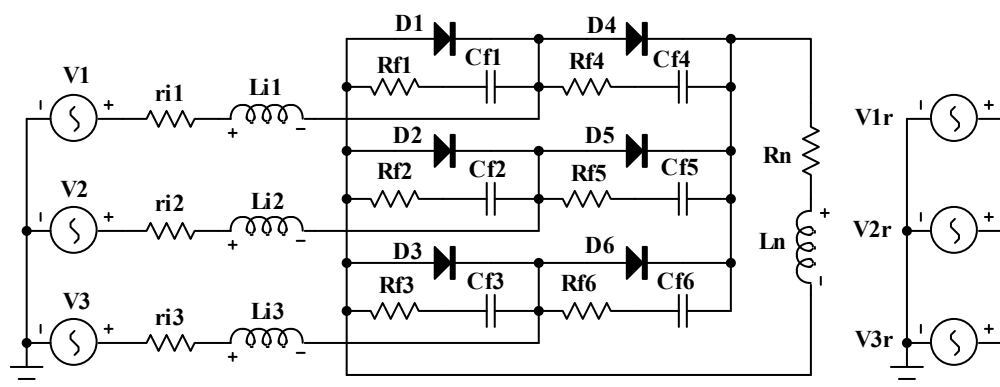 D1
D4
Rf1
Cf1
Rf4
Cf4
V1
ri1
Li1
V1r
D2
D5
Rf2
Cf2
Rf5
Cf5
Rn
V2
ri2
Li2
Ln
V2r
D3
D6
Rf3
Cf3
Rf6
Cf6
V3
ri3
Li3
V3r